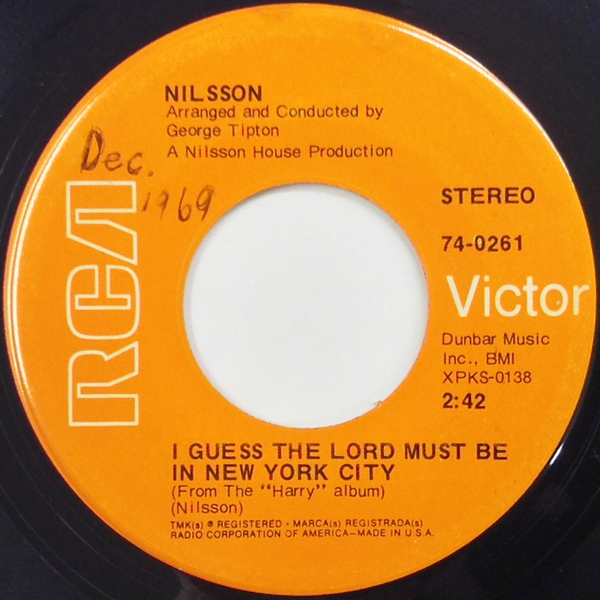 NILSSON
Arranged and Conducted by
George Tipton
A Nilsson House Production
Dec.
1969
RCA
STEREO
74-0261
Victor
Dunbar Music
Inc., BMI
XPKS-0138
2:42
I GUESS THE LORD MUST BE
IN NEW YORK CITY
(From The "Harry" album)
(Nilsson)
TMK(s) ® REGISTERED • MARCA(s) REGISTRADA(s)
RADIO CORPORATION OF AMERICA—MADE IN U.S.A.